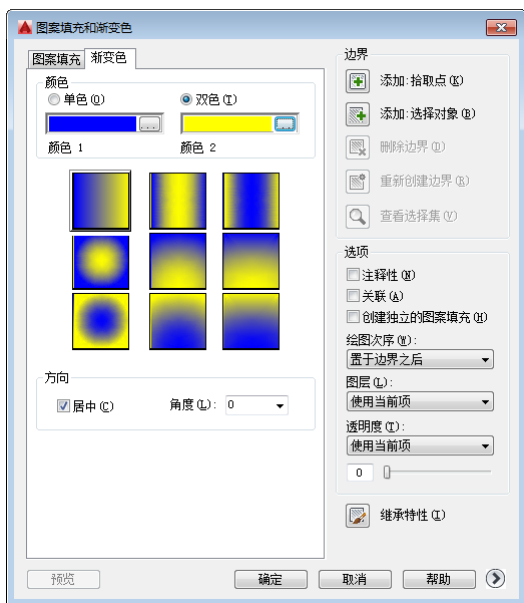 图案填充和渐变色
图案填充 渐变色
颜色
单色(O) 双色(T)
... ...
颜色 1 颜色 2
方向
居中(C) 角度(L): 0
边界
添加:拾取点(K)
添加:选择对象(B)
删除边界(D)
重新创建边界(R)
查看选择集(V)
选项
注释性(N)
关联(A)
创建独立的图案填充(H)
绘图次序(W):
置于边界之后
图层(L):
使用当前项
透明度(T):
使用当前项
0
继承特性(I)
预览 确定 取消 帮助